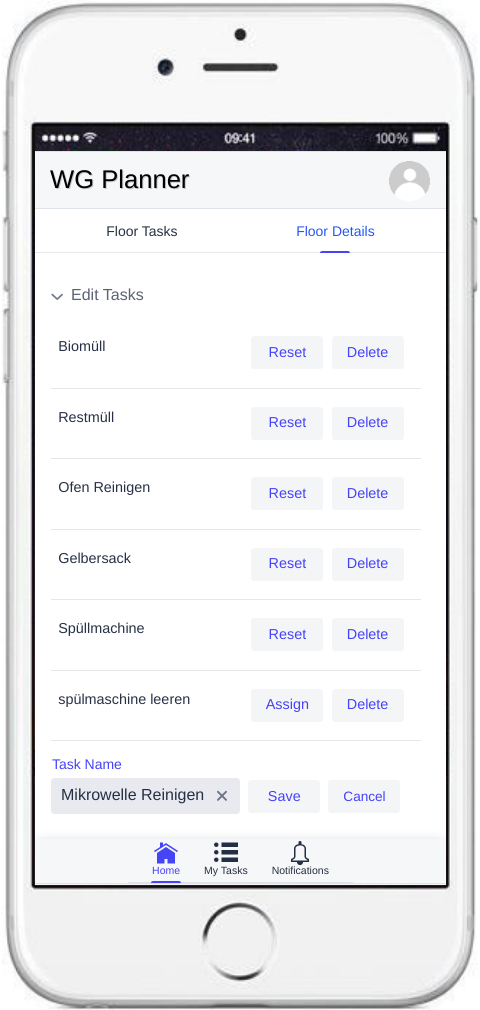 09:41 100%
WG Planner
Floor Tasks Floor Details
Edit Tasks
Biomüll Reset Delete
Restmüll Reset Delete
Ofen Reinigen Reset Delete
Gelbersack Reset Delete
Spüllmachine Reset Delete
spülmaschine leeren Assign Delete
Task Name
Mikrowelle Reinigen Save Cancel
Home My Tasks Notifications